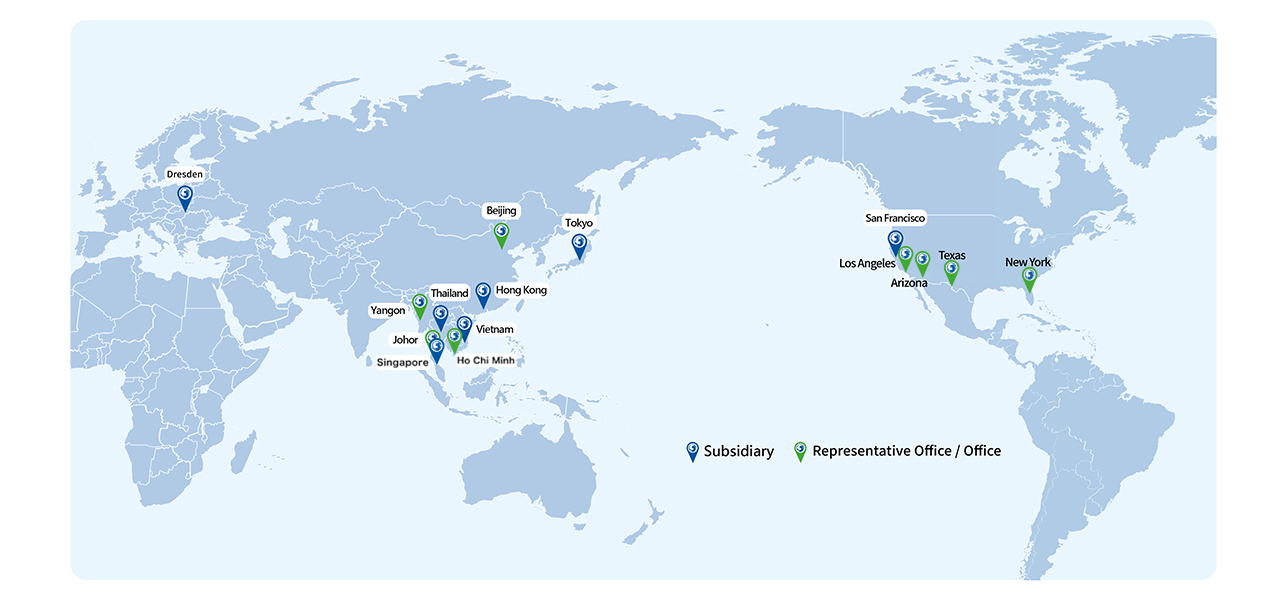 Dresden
Beijing
Tokyo
San Francisco
Los Angeles
Texas
New York
Arizona
Thailand
Hong Kong
Yangon
Vietnam
Johor
Singapore
Ho Chi Minh
Subsidiary
Representative Office / Office